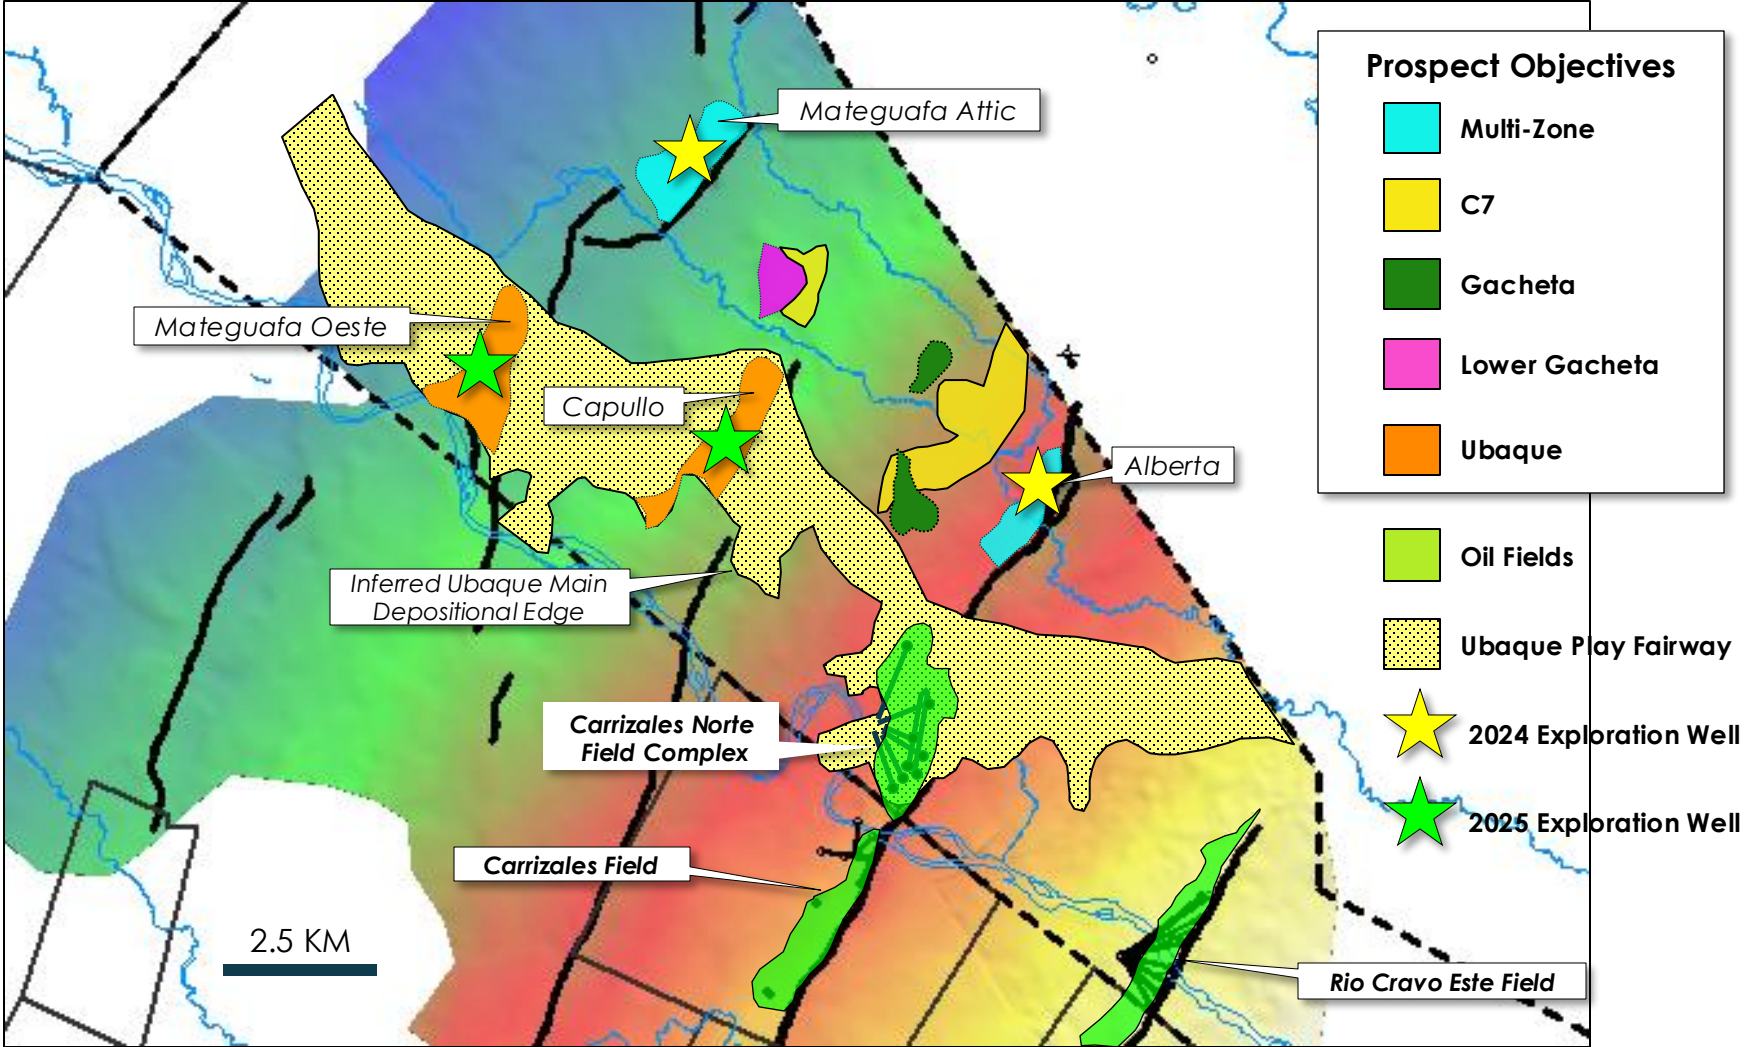 Prospect Objectives
Multi-Zone
C7
Gacheta
Lower Gacheta
Ubaque
Oil Fields
Ubaque Play Fairway
2024 Exploration Well
2025 Exploration Well
Mateguafa Attic
Mateguafa Oeste
Capullo
Alberta
Inferred Ubaque Main
Depositional Edge
Carrizales Norte
Field Complex
Carrizales Field
2.5 KM
Rio Cravo Este Field